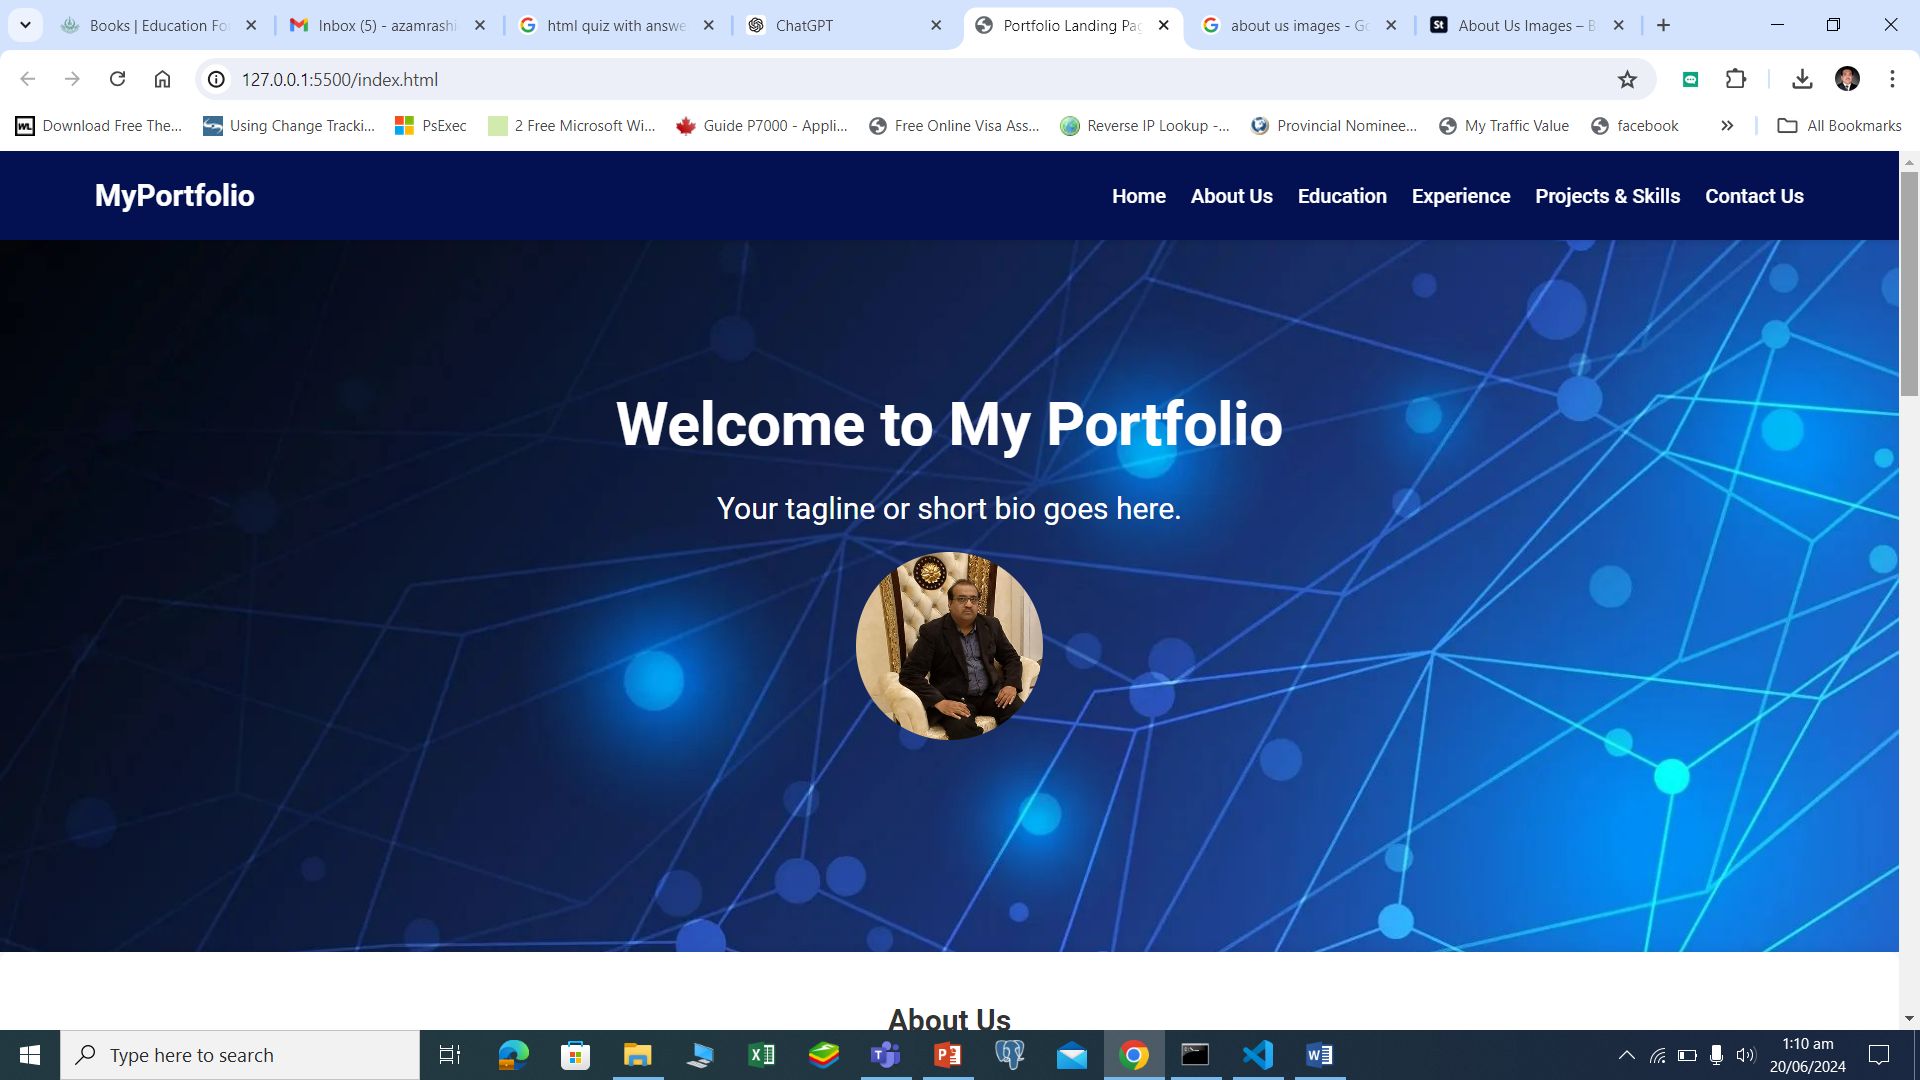 Books | Education Fo
Inbox (5) - azamrashi
html quiz with answe
ChatGPT
Portfolio Landing Pag
about us images - Go
St
About Us Images – B
127.0.0.1:5500/index.html
WL
Download Free The...
Using Change Tracki...
PsExec
2 Free Microsoft Wi...
Guide P7000 - Appli...
Free Online Visa Ass...
Reverse IP Lookup -...
Provincial Nominee...
My Traffic Value
facebook
All Bookmarks
MyPortfolio
Home
About Us
Education
Experience
Projects & Skills
Contact Us
Welcome to My Portfolio
Your tagline or short bio goes here.
About Us
Type here to search
1:10 am
20/06/2024